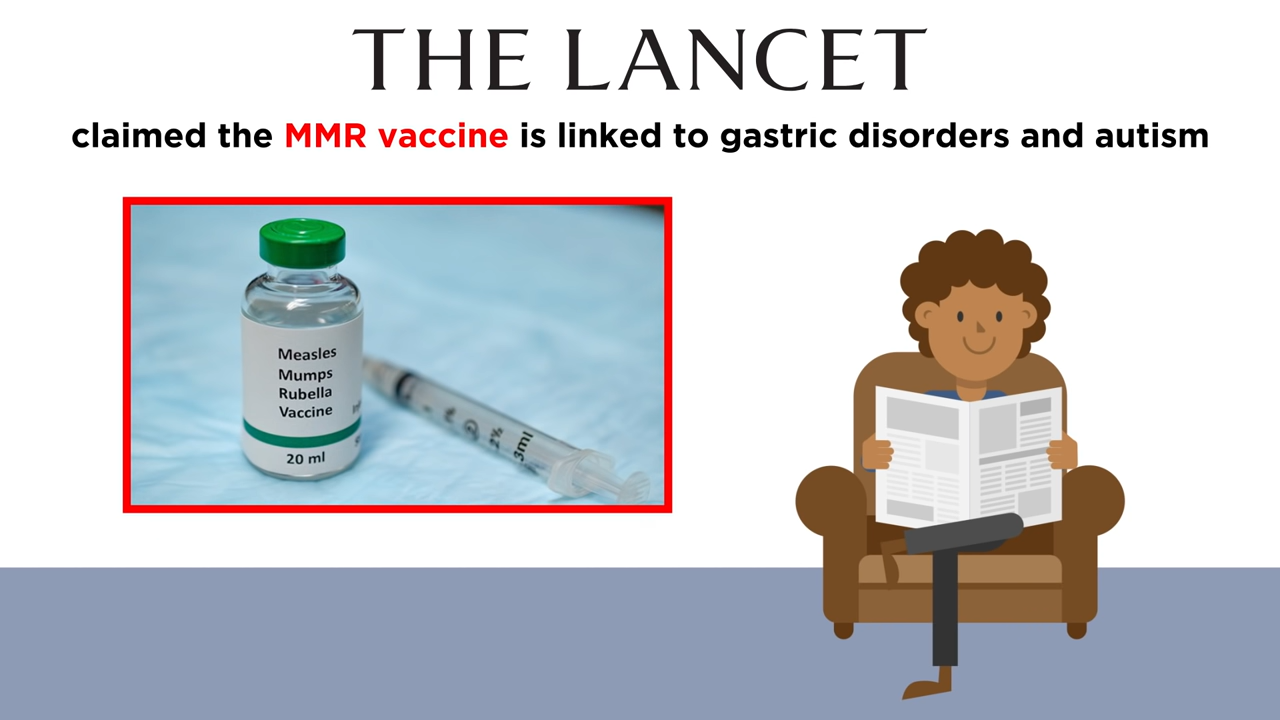 THE LANCET
claimed the MMR vaccine is linked to gastric disorders and autism
Measles
Mumps
Rubella
Vaccine
20 ml
3ml